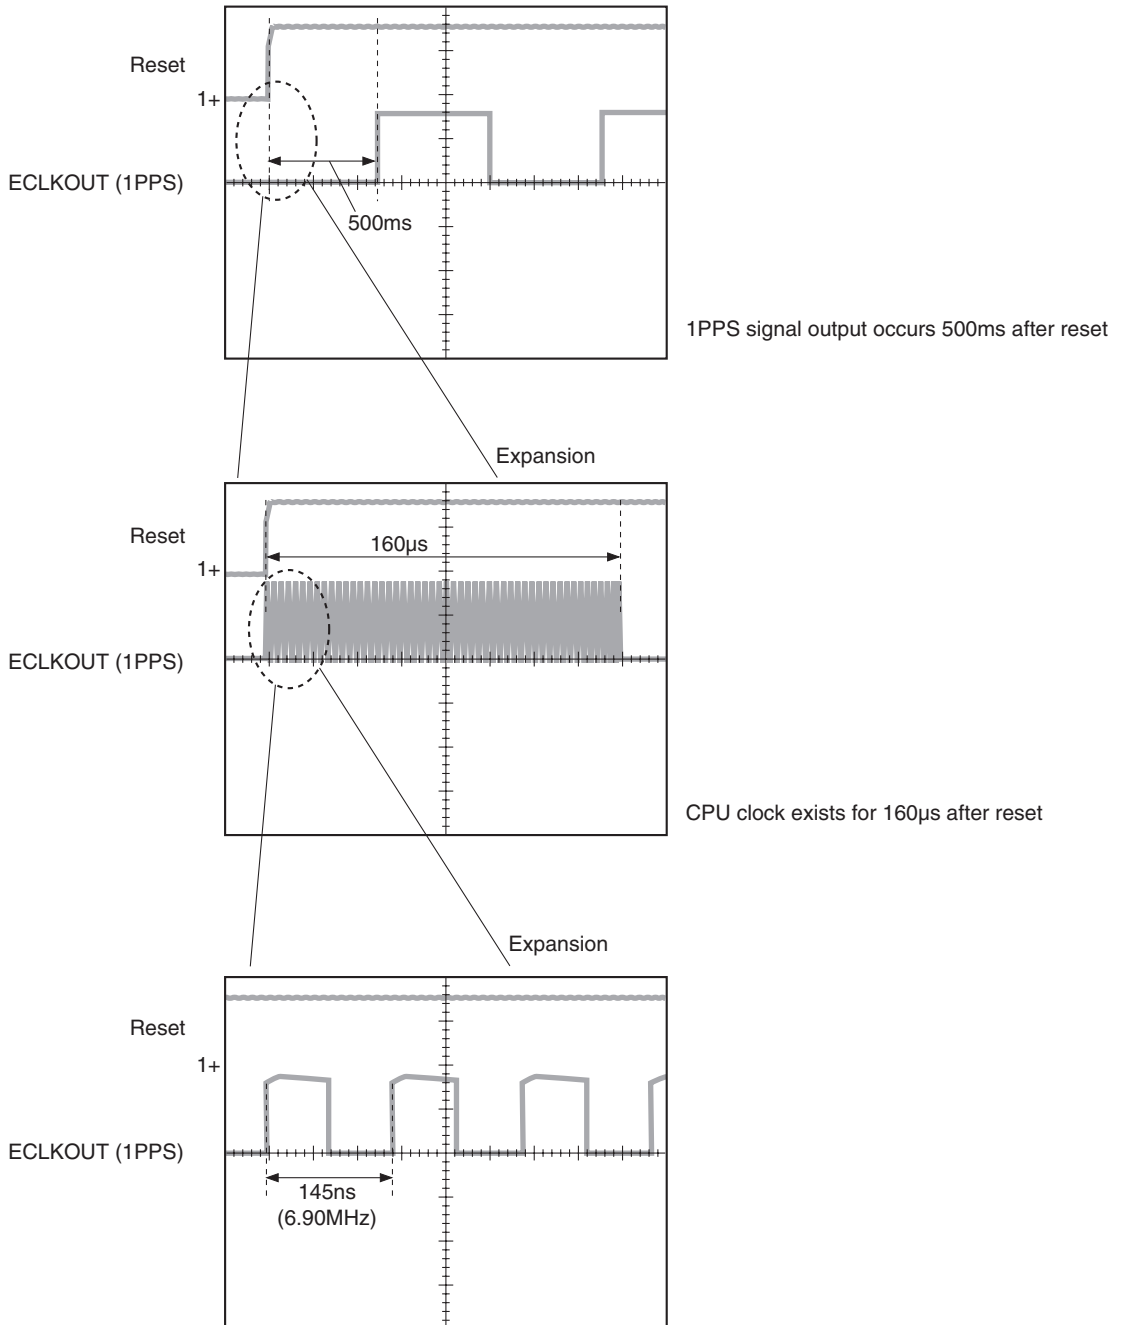 Reset
1+
ECLKOUT (1PPS)
500ms
1PPS signal output occurs 500ms after reset
Expansion
Reset
160µs
1+
ECLKOUT (1PPS)
CPU clock exists for 160µs after reset
Expansion
Reset
1+
ECLKOUT (1PPS)
145ns
(6.90MHz)